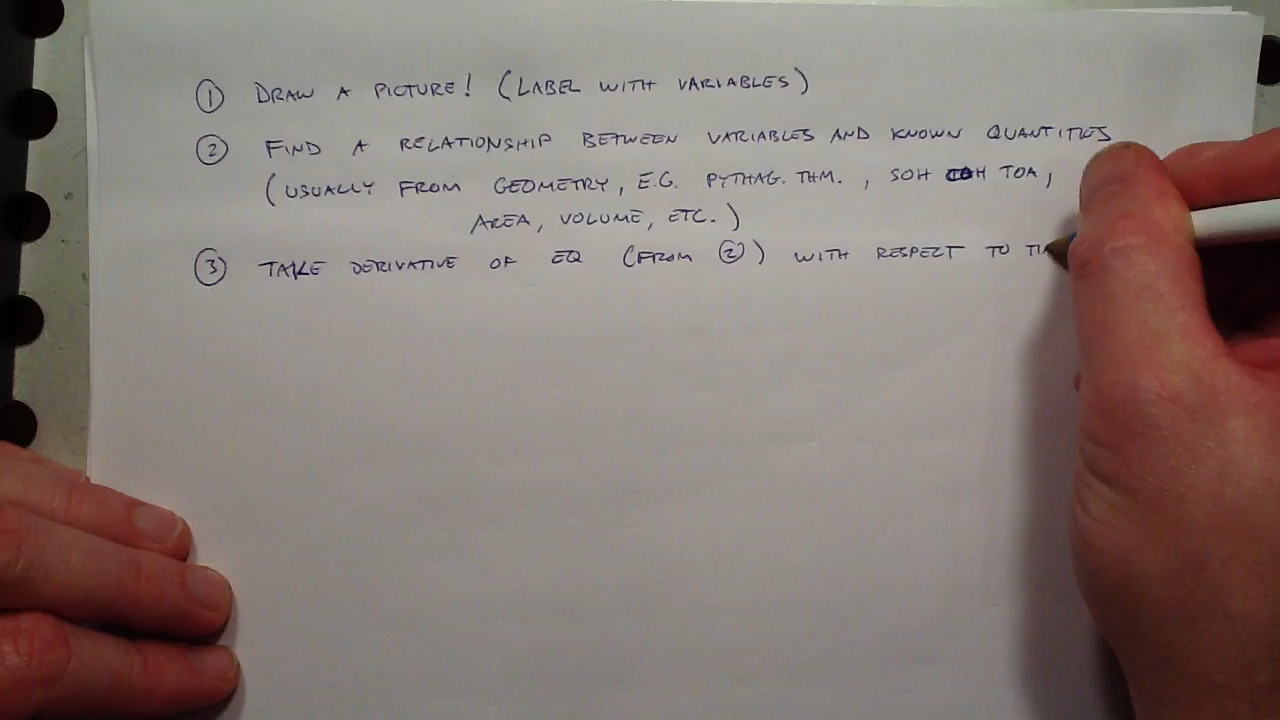 ① DRAW A PICTURE! (LABEL WITH VARIABLES)
② FIND A RELATIONSHIP BETWEEN VARIABLES AND KNOWN QUANTITIES
(USUALLY FROM GEOMETRY, E.G. PYTHAG. THM. , SOH CAH TOA,
AREA, VOLUME, ETC.)
③ TAKE DERIVATIVE OF EQ (FROM ②) WITH RESPECT TO